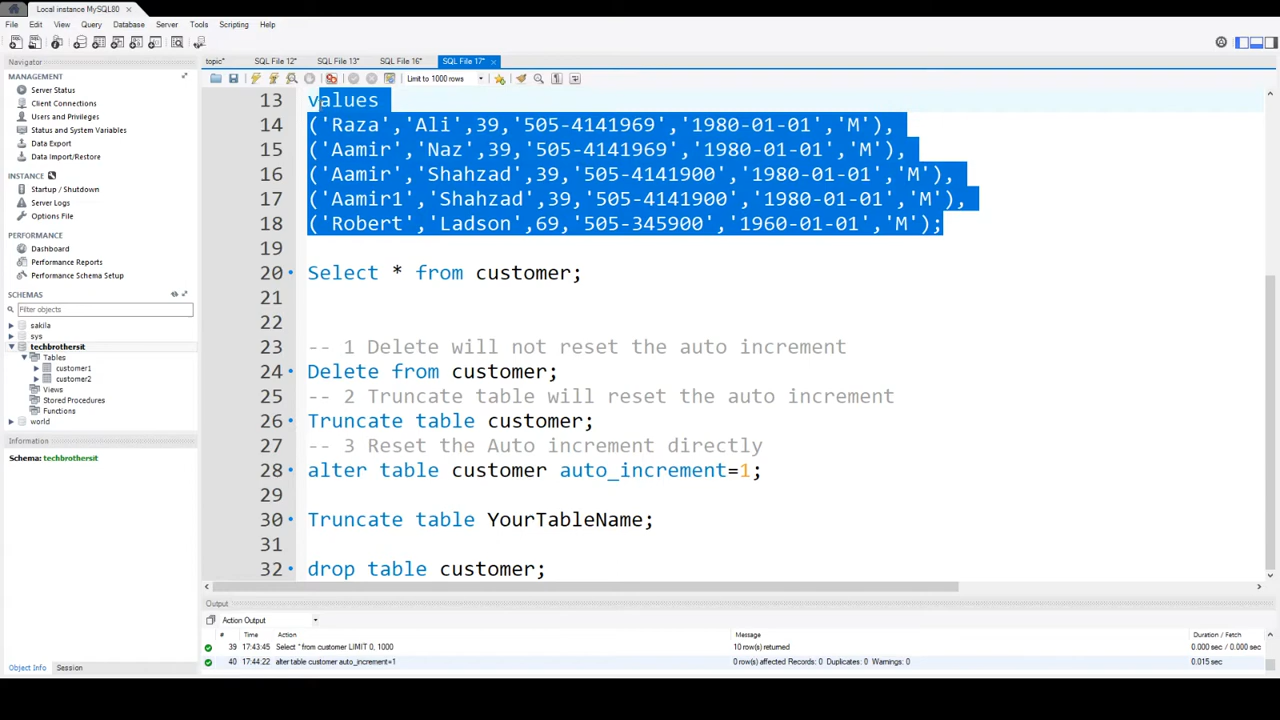 Local instance MySQL80 ×
File Edit View Query Database Server Tools Scripting Help
Navigator
MANAGEMENT
Server Status
Client Connections
Users and Privileges
Status and System Variables
Data Export
Data Import/Restore
INSTANCE
Startup / Shutdown
Server Logs
Options File
PERFORMANCE
Dashboard
Performance Reports
Performance Schema Setup
SCHEMAS
Filter objects
sakila
sys
techbrothersit
Tables
customer1
customer2
Views
Stored Procedures
Functions
world
Information
Schema: techbrothersit
Object Info Session
topic* SQL File 12* SQL File 13* SQL File 16* SQL File 17* ×
Limit to 1000 rows
13 values
14 ('Raza','Ali',39,'505-4141969','1980-01-01','M'),
15 ('Aamir','Naz',39,'505-4141969','1980-01-01','M'),
16 ('Aamir','Shahzad',39,'505-4141900','1980-01-01','M'),
17 ('Aamir1','Shahzad',39,'505-4141900','1980-01-01','M'),
18 ('Robert','Ladson',69,'505-345900','1960-01-01','M');
19
20 Select * from customer;
21
22
23 -- 1 Delete will not reset the auto increment
24 Delete from customer;
25 -- 2 Truncate table will reset the auto increment
26 Truncate table customer;
27 -- 3 Reset the Auto increment directly
28 alter table customer auto_increment=1;
29
30 Truncate table YourTableName;
31
32 drop table customer;
Output
Action Output
# Time Action Message Duration / Fetch
39 17:43:45 Select * from customer LIMIT 0, 1000 10 row(s) returned 0.000 sec / 0.000 sec
40 17:44:22 alter table customer auto_increment=1 0 row(s) affected Records: 0 Duplicates: 0 Warnings: 0 0.015 sec